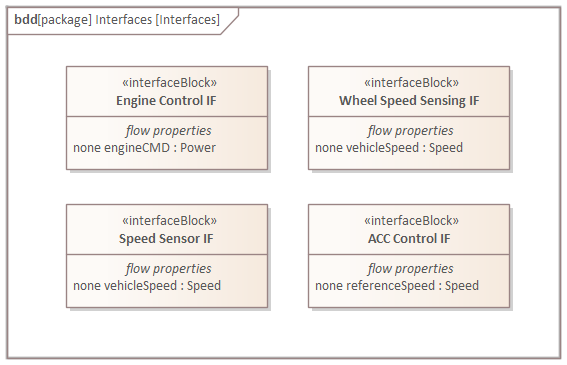 bdd[package] Interfaces [Interfaces]
«interfaceBlock»
Engine Control IF
flow properties
none engineCMD : Power
«interfaceBlock»
Wheel Speed Sensing IF
flow properties
none vehicleSpeed : Speed
«interfaceBlock»
Speed Sensor IF
flow properties
none vehicleSpeed : Speed
«interfaceBlock»
ACC Control IF
flow properties
none referenceSpeed : Speed